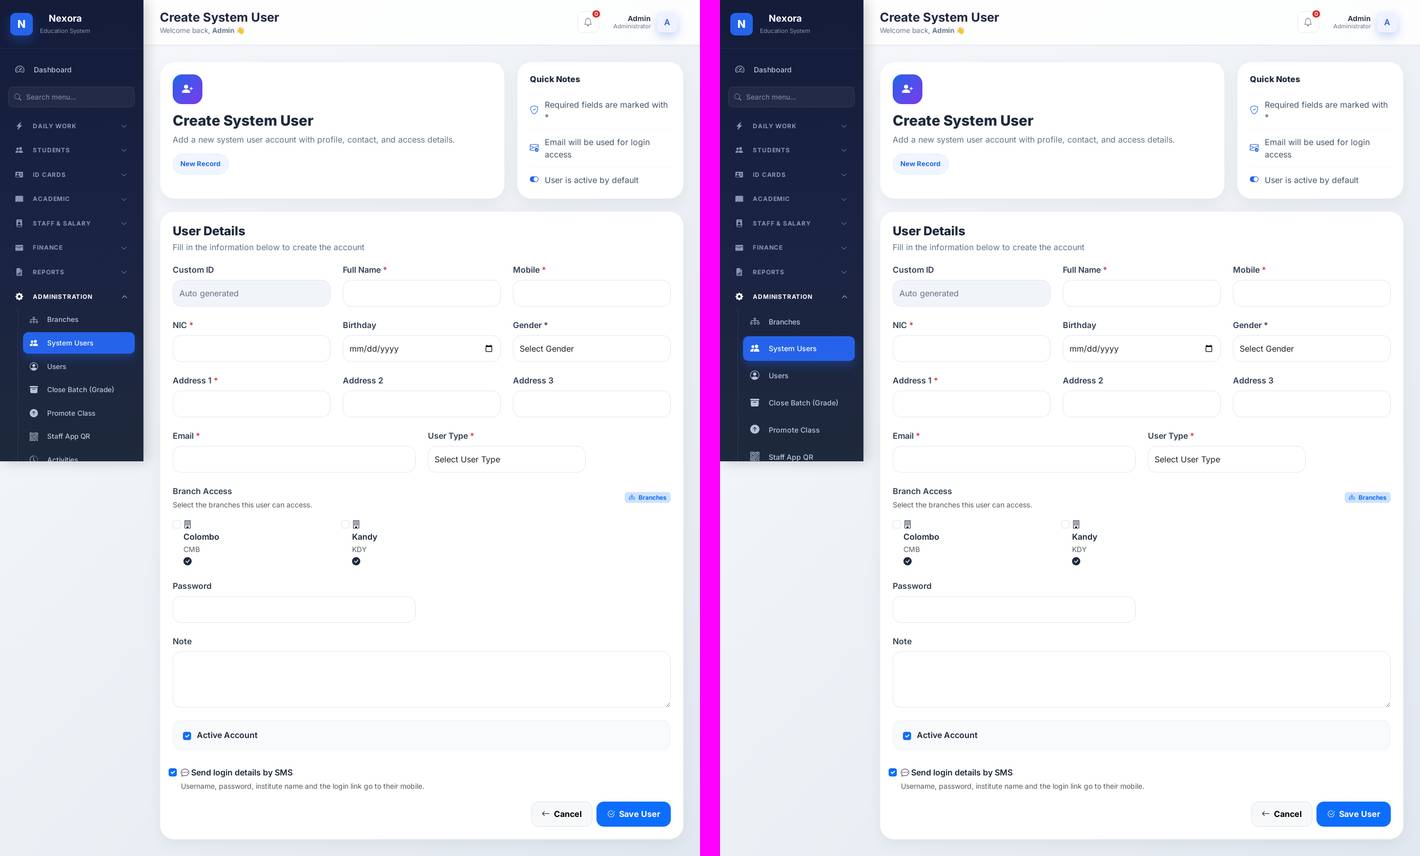 N
Nexora
Education System
Dashboard
Search menu...
DAILY WORK
STUDENTS
ID CARDS
ACADEMIC
STAFF & SALARY
FINANCE
REPORTS
ADMINISTRATION
Branches
System Users
Users
Close Batch (Grade)
Promote Class
Staff App QR
Activities
Create System User
Welcome back, Admin 👋
0
Admin
Administrator
A
Create System User
Add a new system user account with profile, contact, and access details.
New Record
Quick Notes
Required fields are marked with
*
Email will be used for login
access
User is active by default
User Details
Fill in the information below to create the account
Custom ID
Full Name *
Mobile *
Auto generated
NIC *
Birthday
Gender *
mm/dd/yyyy
Select Gender
Address 1 *
Address 2
Address 3
Email *
User Type *
Select User Type
Branch Access
Select the branches this user can access.
Branches
Colombo
CMB
Kandy
KDY
Password
Note
Active Account
Send login details by SMS
Username, password, institute name and the login link go to their mobile.
Cancel
Save User
N
Nexora
Education System
Dashboard
Search menu...
DAILY WORK
STUDENTS
ID CARDS
ACADEMIC
STAFF & SALARY
FINANCE
REPORTS
ADMINISTRATION
Branches
System Users
Users
Close Batch (Grade)
Promote Class
Staff App QR
Create System User
Welcome back, Admin 👋
0
Admin
Administrator
A
Create System User
Add a new system user account with profile, contact, and access details.
New Record
Quick Notes
Required fields are marked with
*
Email will be used for login
access
User is active by default
User Details
Fill in the information below to create the account
Custom ID
Full Name *
Mobile *
Auto generated
NIC *
Birthday
Gender *
mm/dd/yyyy
Select Gender
Address 1 *
Address 2
Address 3
Email *
User Type *
Select User Type
Branch Access
Select the branches this user can access.
Branches
Colombo
CMB
Kandy
KDY
Password
Note
Active Account
Send login details by SMS
Username, password, institute name and the login link go to their mobile.
Cancel
Save User